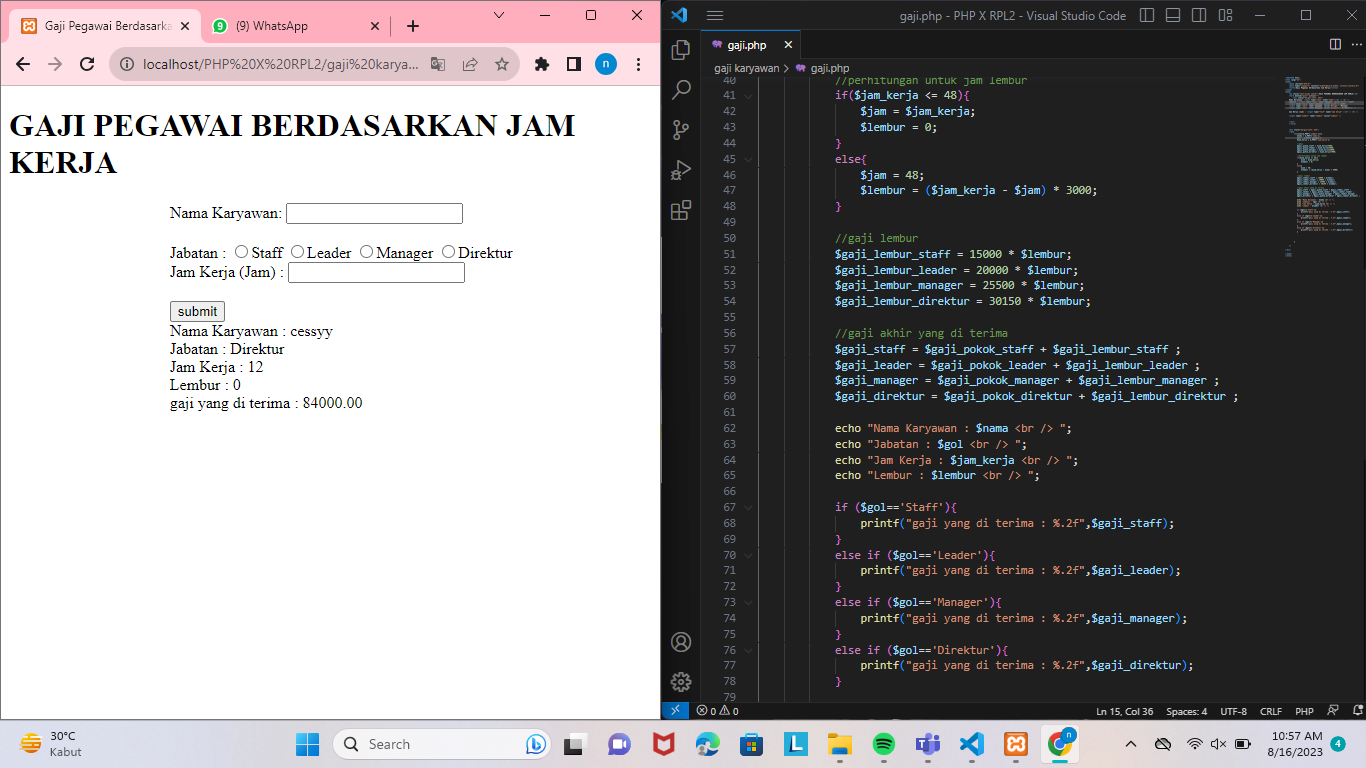 Gaji Pegawai Berdasarka
(9) WhatsApp
localhost/PHP%20X%20RPL2/gaji%20karya...
n
GAJI PEGAWAI BERDASARKAN JAM
KERJA
Nama Karyawan:
Jabatan : Staff Leader Manager Direktur
Jam Kerja (Jam) :
submit
Nama Karyawan : cessyy
Jabatan : Direktur
Jam Kerja : 12
Lembur : 0
gaji yang di terima : 84000.00
gaji.php - PHP X RPL2 - Visual Studio Code
gaji.php
gaji karyawan > gaji.php
40 //perhitungan untuk jam lembur
41 if($jam_kerja <= 48){
42 $jam = $jam_kerja;
43 $lembur = 0;
44 }
45 else{
46 $jam = 48;
47 $lembur = ($jam_kerja - $jam) * 3000;
48 }
49
50 //gaji lembur
51 $gaji_lembur_staff = 15000 * $lembur;
52 $gaji_lembur_leader = 20000 * $lembur;
53 $gaji_lembur_manager = 25500 * $lembur;
54 $gaji_lembur_direktur = 30150 * $lembur;
55
56 //gaji akhir yang di terima
57 $gaji_staff = $gaji_pokok_staff + $gaji_lembur_staff ;
58 $gaji_leader = $gaji_pokok_leader + $gaji_lembur_leader ;
59 $gaji_manager = $gaji_pokok_manager + $gaji_lembur_manager ;
60 $gaji_direktur = $gaji_pokok_direktur + $gaji_lembur_direktur ;
61
62 echo "Nama Karyawan : $nama <br /> ";
63 echo "Jabatan : $gol <br /> ";
64 echo "Jam Kerja : $jam_kerja <br /> ";
65 echo "Lembur : $lembur <br /> ";
66
67 if ($gol=='Staff'){
68 printf("gaji yang di terima : %.2f",$gaji_staff);
69 }
70 else if ($gol=='Leader'){
71 printf("gaji yang di terima : %.2f",$gaji_leader);
72 }
73 else if ($gol=='Manager'){
74 printf("gaji yang di terima : %.2f",$gaji_manager);
75 }
76 else if ($gol=='Direktur'){
77 printf("gaji yang di terima : %.2f",$gaji_direktur);
78 }
79
0 0 Ln 15, Col 36 Spaces: 4 UTF-8 CRLF PHP
30°C
Kabut
Search
10:57 AM
8/16/2023
4